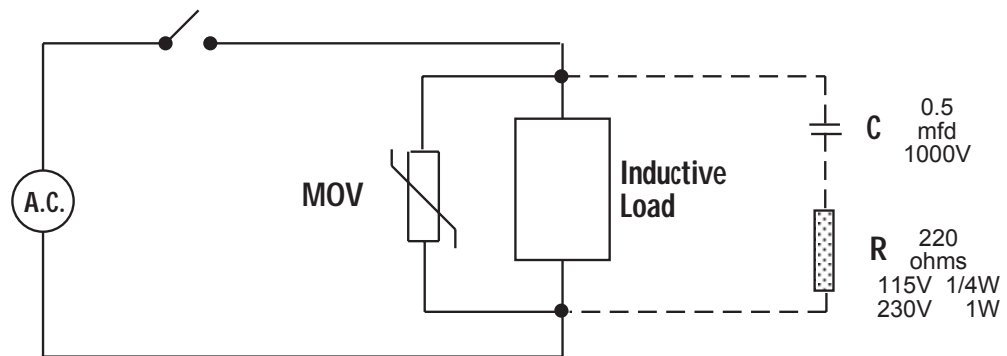 A.C.
MOV
Inductive
Load
C
0.5
mfd
1000V
R
220
ohms
115V 1/4W
230V 1W